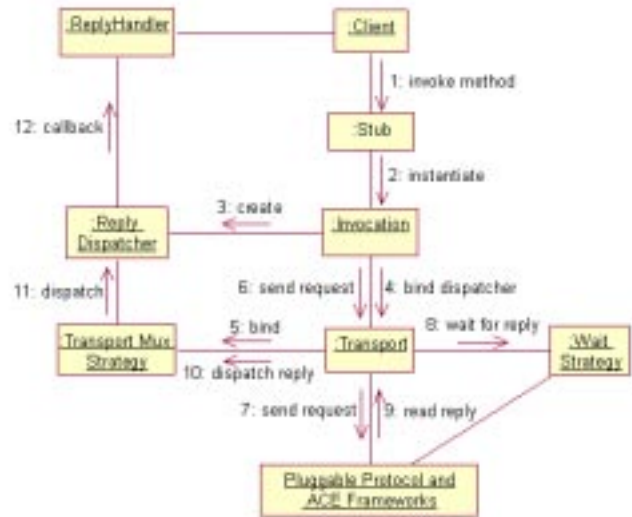 :ReplyHandler
:Client
1: invoke method
12: callback
:Stub
2: instantiate
3: create
:Reply
Dispatcher
:Invocation
11: dispatch
6: send request
4: bind dispatcher
5: bind
8: wait for reply
:Transport Mux
Strategy
:Transport
:Wait
Strategy
10: dispatch reply
7: send request
9: read reply
Pluggable Protocol and
ACE Frameworks